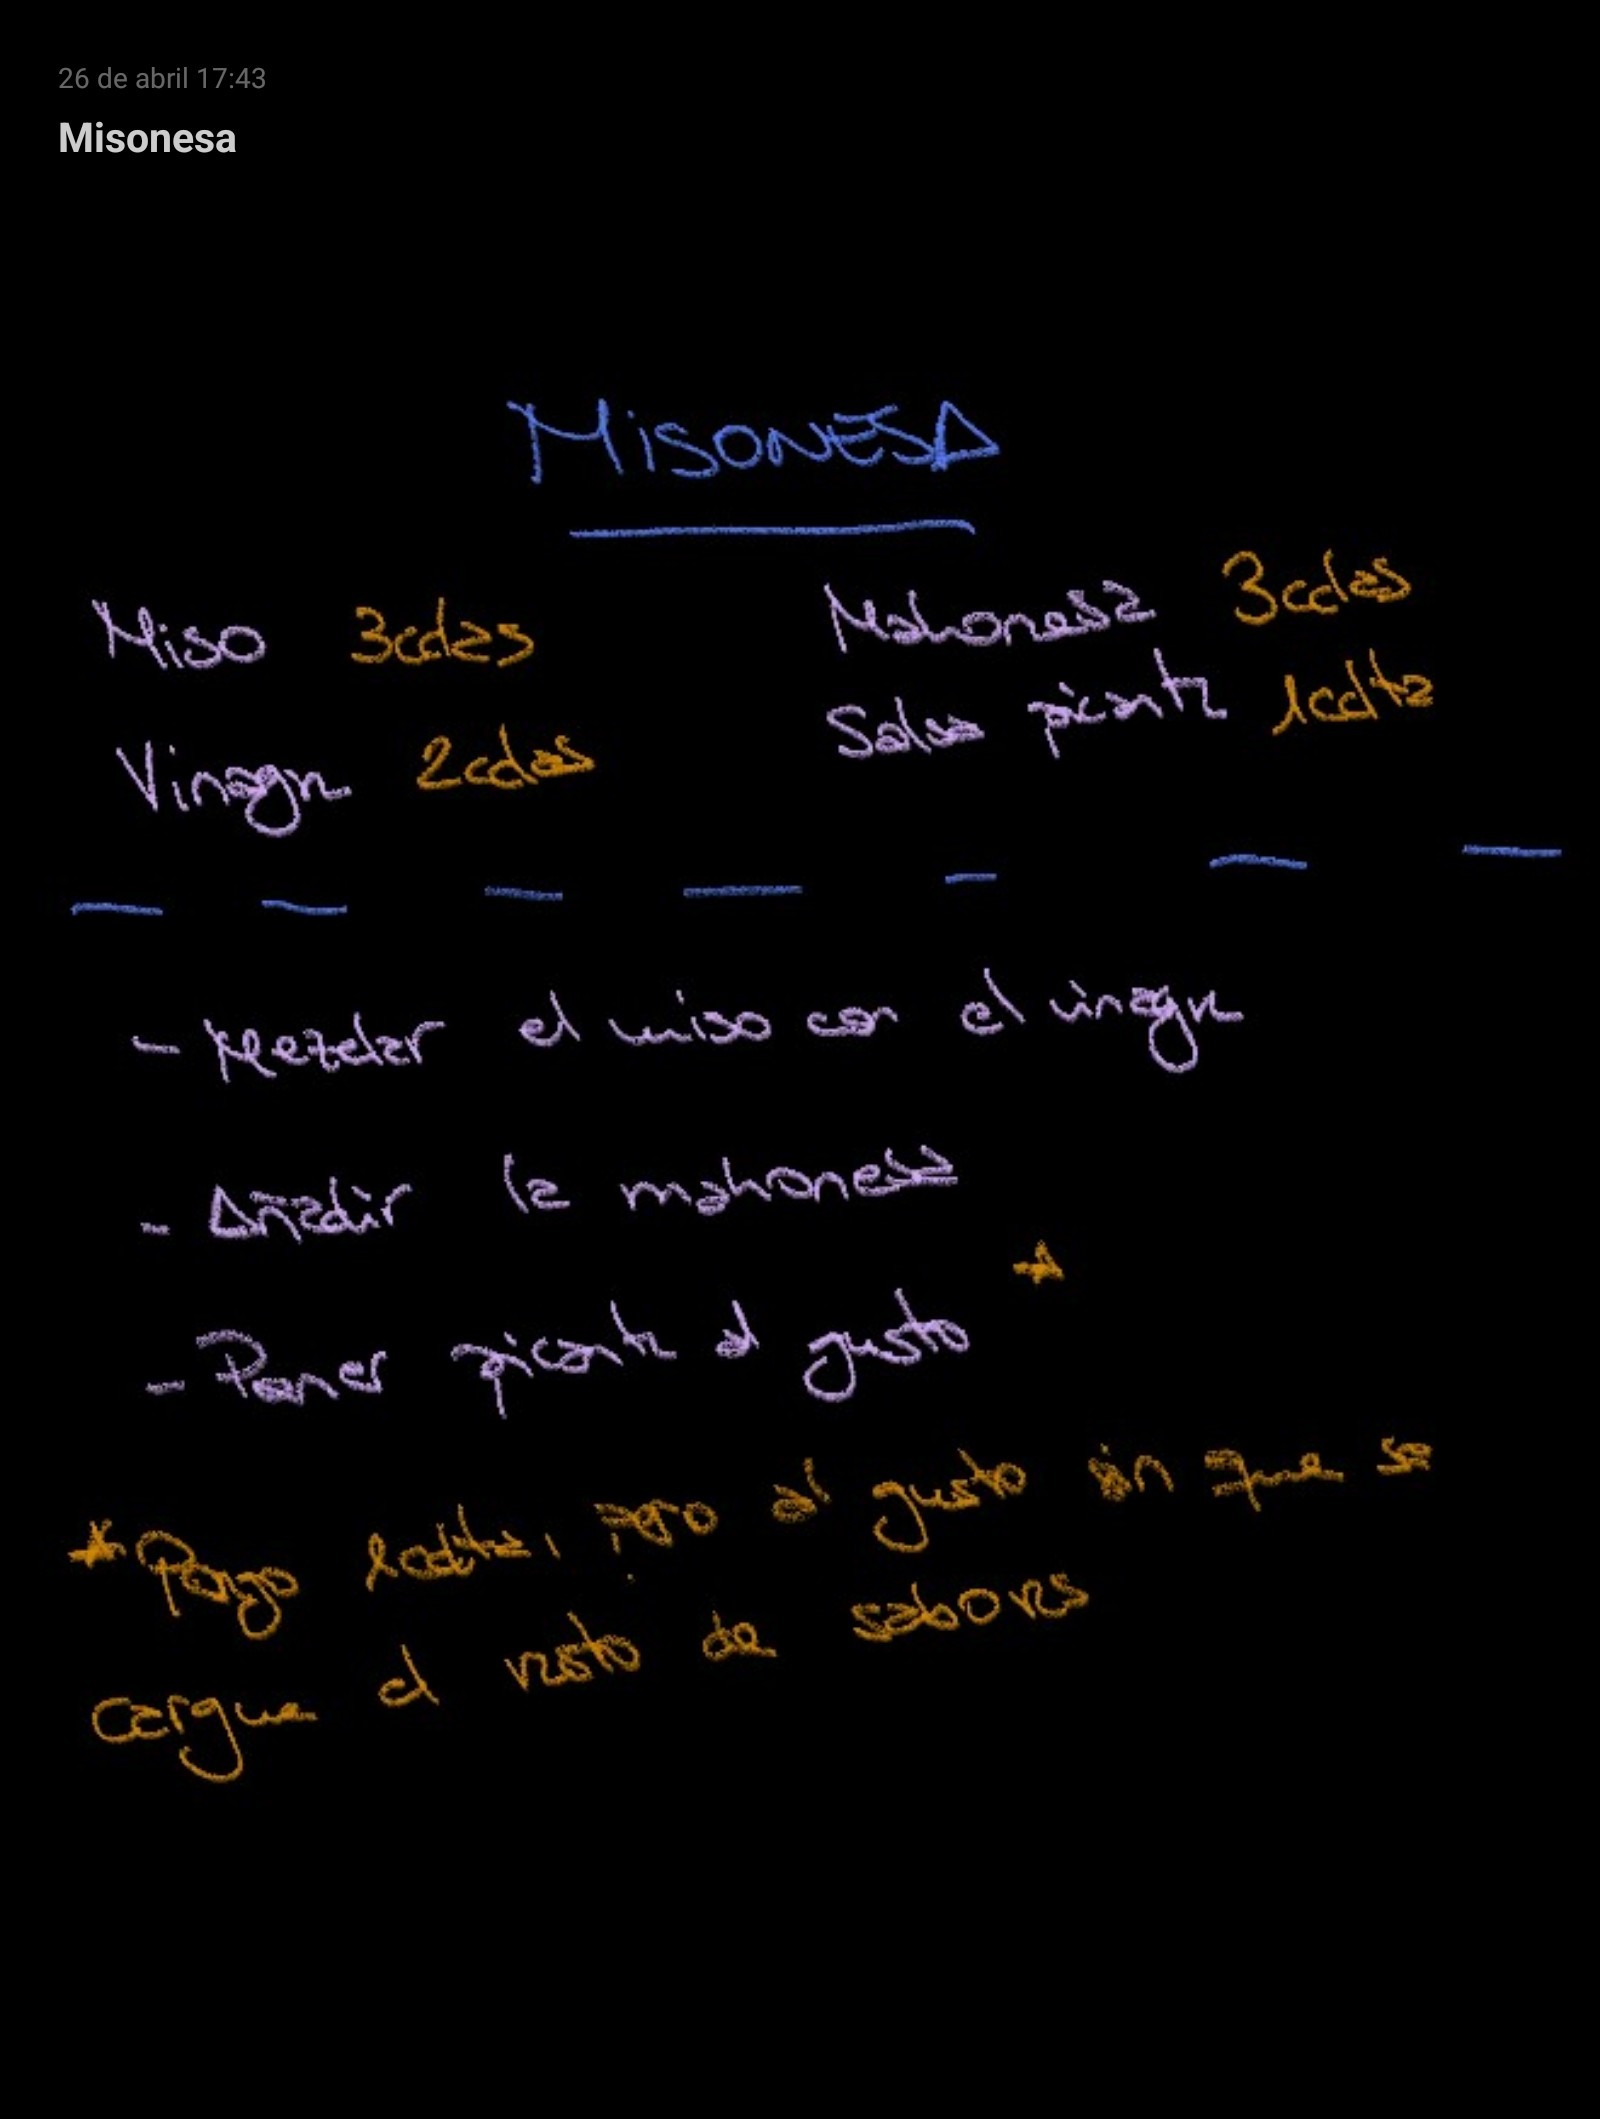 26 de abril 17:43
Misonesa
MISONESA
Miso 3cdas
Mahonesa 3cdas
Vinagre 2cdas
Salsa picante 1cdita
- Mezclar el miso con el vinagre
- Añadir la mahonesa
- Poner picante al gusto *
* Pongo 1cdita, pero al gusto sin que se
cargue el resto de sabores